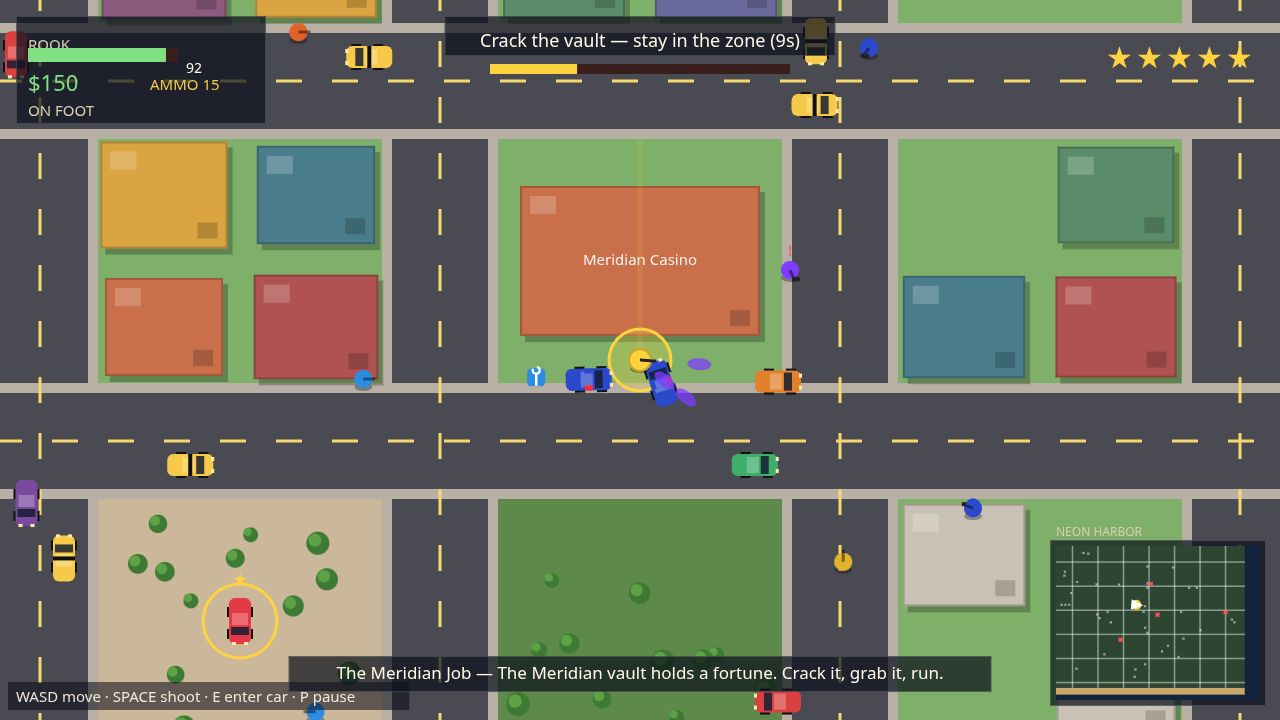 ROOK
92
$150
AMMO 15
ON FOOT
Crack the vault — stay in the zone (9s)
Meridian Casino
!
NEON HARBOR
The Meridian Job — The Meridian vault holds a fortune. Crack it, grab it, run.
WASD move · SPACE shoot · E enter car · P pause